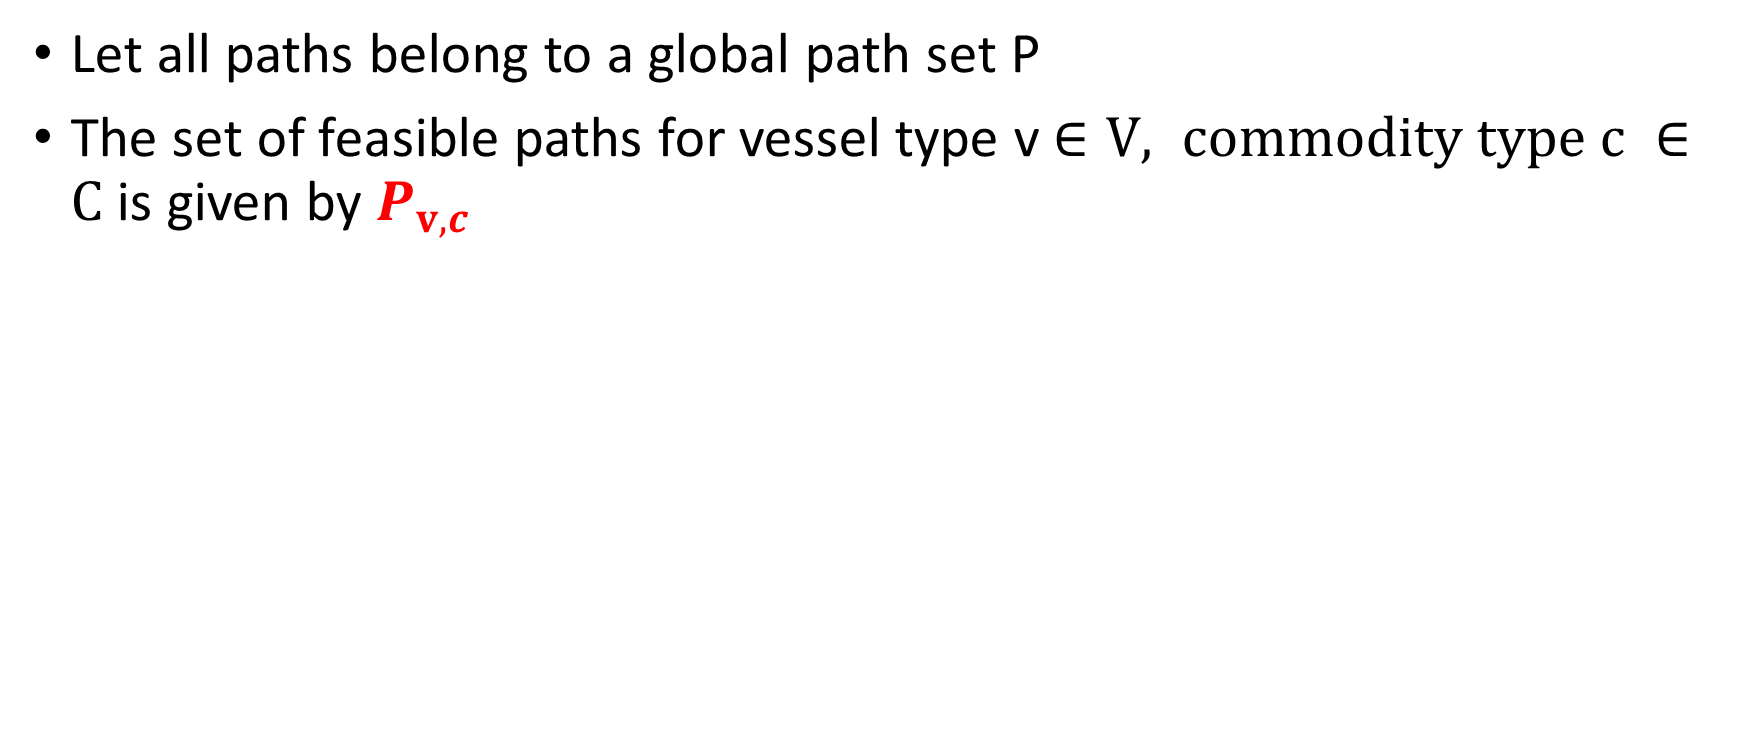 • Let all paths belong to a global path set P
• The set of feasible paths for vessel type v ∈ V, commodity type c ∈
C is given by P_{v,c}